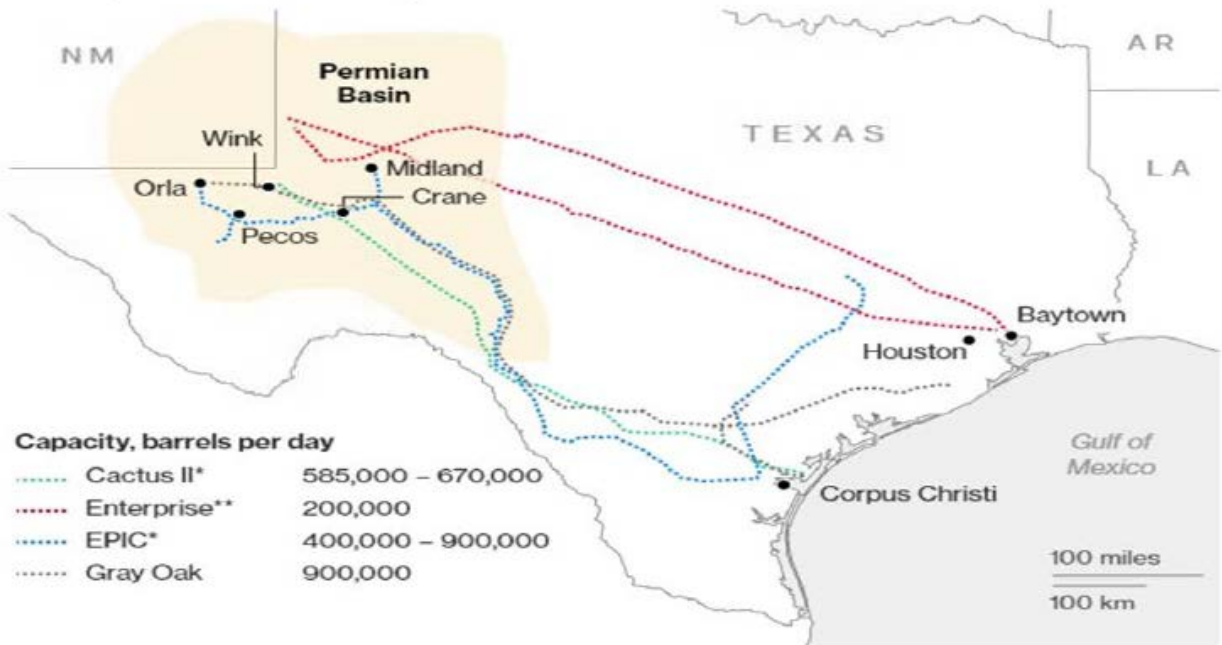 NM
AR
Permian
Basin
TEXAS
Wink
LA
Midland
Orla
Crane
Pecos
Baytown
Houston
Capacity, barrels per day
Cactus II* 585,000 – 670,000
Enterprise** 200,000
EPIC* 400,000 – 900,000
Gray Oak 900,000
Gulf of
Mexico
Corpus Christi
100 miles
100 km